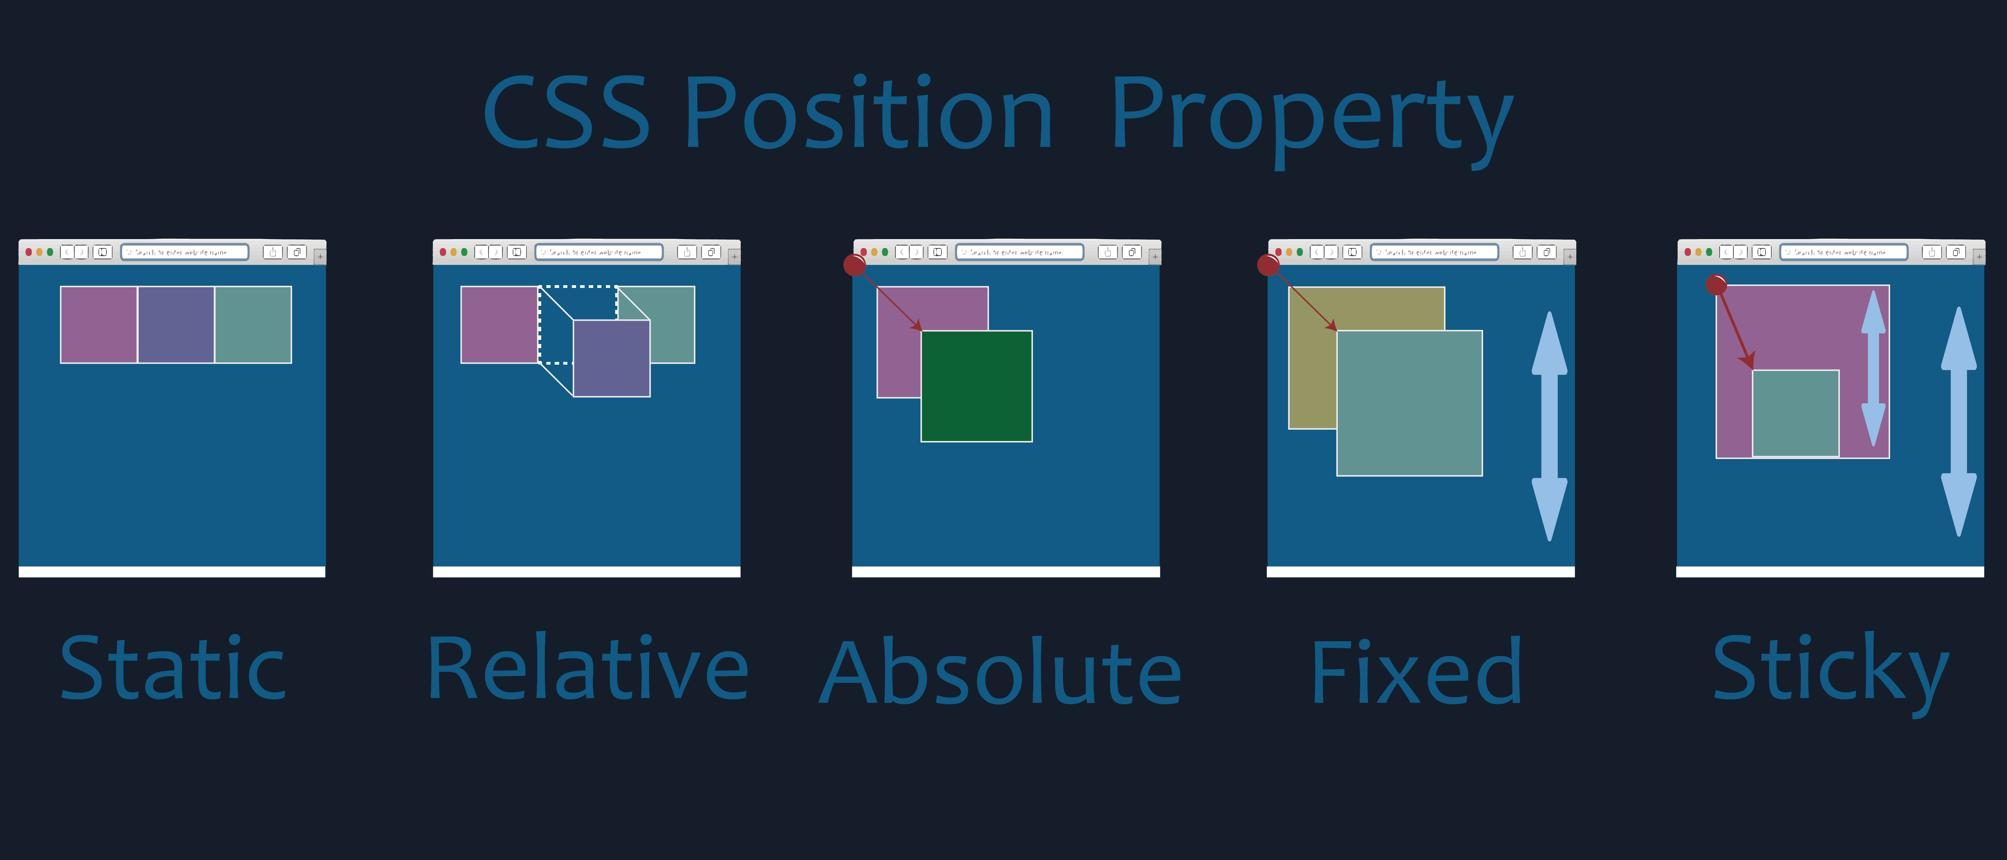 CSS Position Property
Static
Relative
Absolute
Fixed
Sticky